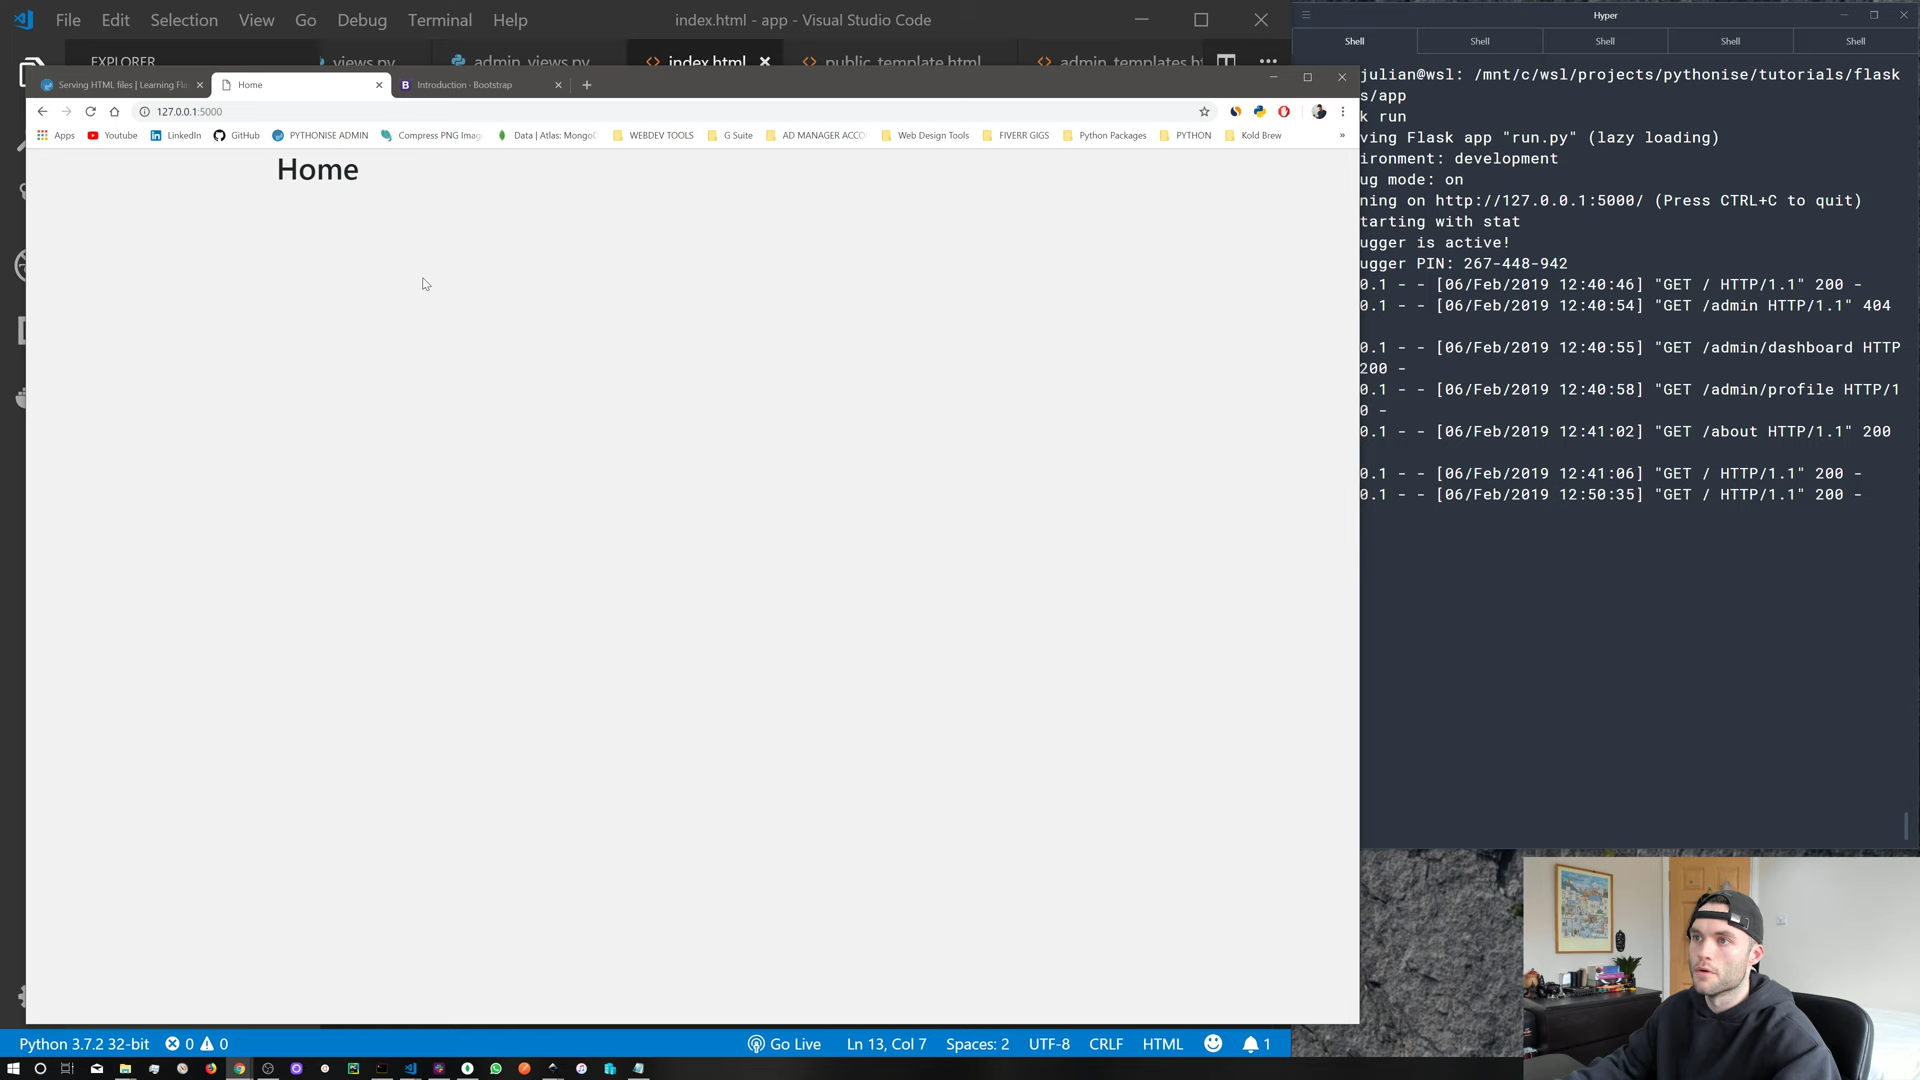 File Edit Selection View Go Debug Terminal Help
index.html - app - Visual Studio Code
EXPLORER
views.py
admin_views.py
index.html
public_template.html
admin_templates.h
Serving HTML files | Learning Fla
Home
Introduction · Bootstrap
127.0.0.1:5000
Apps
Youtube
LinkedIn
GitHub
PYTHONISE ADMIN
Compress PNG Imag
Data | Atlas: MongoD
WEBDEV TOOLS
G Suite
AD MANAGER ACCO
Web Design Tools
FIVERR GIGS
Python Packages
PYTHON
Kold Brew
»
Home
Hyper
Shell
Shell
Shell
Shell
Shell
julian@wsl: /mnt/c/wsl/projects/pythonise/tutorials/flask
s/app
k run
ving Flask app "run.py" (lazy loading)
ironment: development
ug mode: on
ning on http://127.0.0.1:5000/ (Press CTRL+C to quit)
tarting with stat
ugger is active!
ugger PIN: 267-448-942
0.1 - - [06/Feb/2019 12:40:46] "GET / HTTP/1.1" 200 -
0.1 - - [06/Feb/2019 12:40:54] "GET /admin HTTP/1.1" 404
0.1 - - [06/Feb/2019 12:40:55] "GET /admin/dashboard HTTP
200 -
0.1 - - [06/Feb/2019 12:40:58] "GET /admin/profile HTTP/1
0 -
0.1 - - [06/Feb/2019 12:41:02] "GET /about HTTP/1.1" 200
0.1 - - [06/Feb/2019 12:41:06] "GET / HTTP/1.1" 200 -
0.1 - - [06/Feb/2019 12:50:35] "GET / HTTP/1.1" 200 -
Python 3.7.2 32-bit
0
0
Go Live
Ln 13, Col 7
Spaces: 2
UTF-8
CRLF
HTML
1